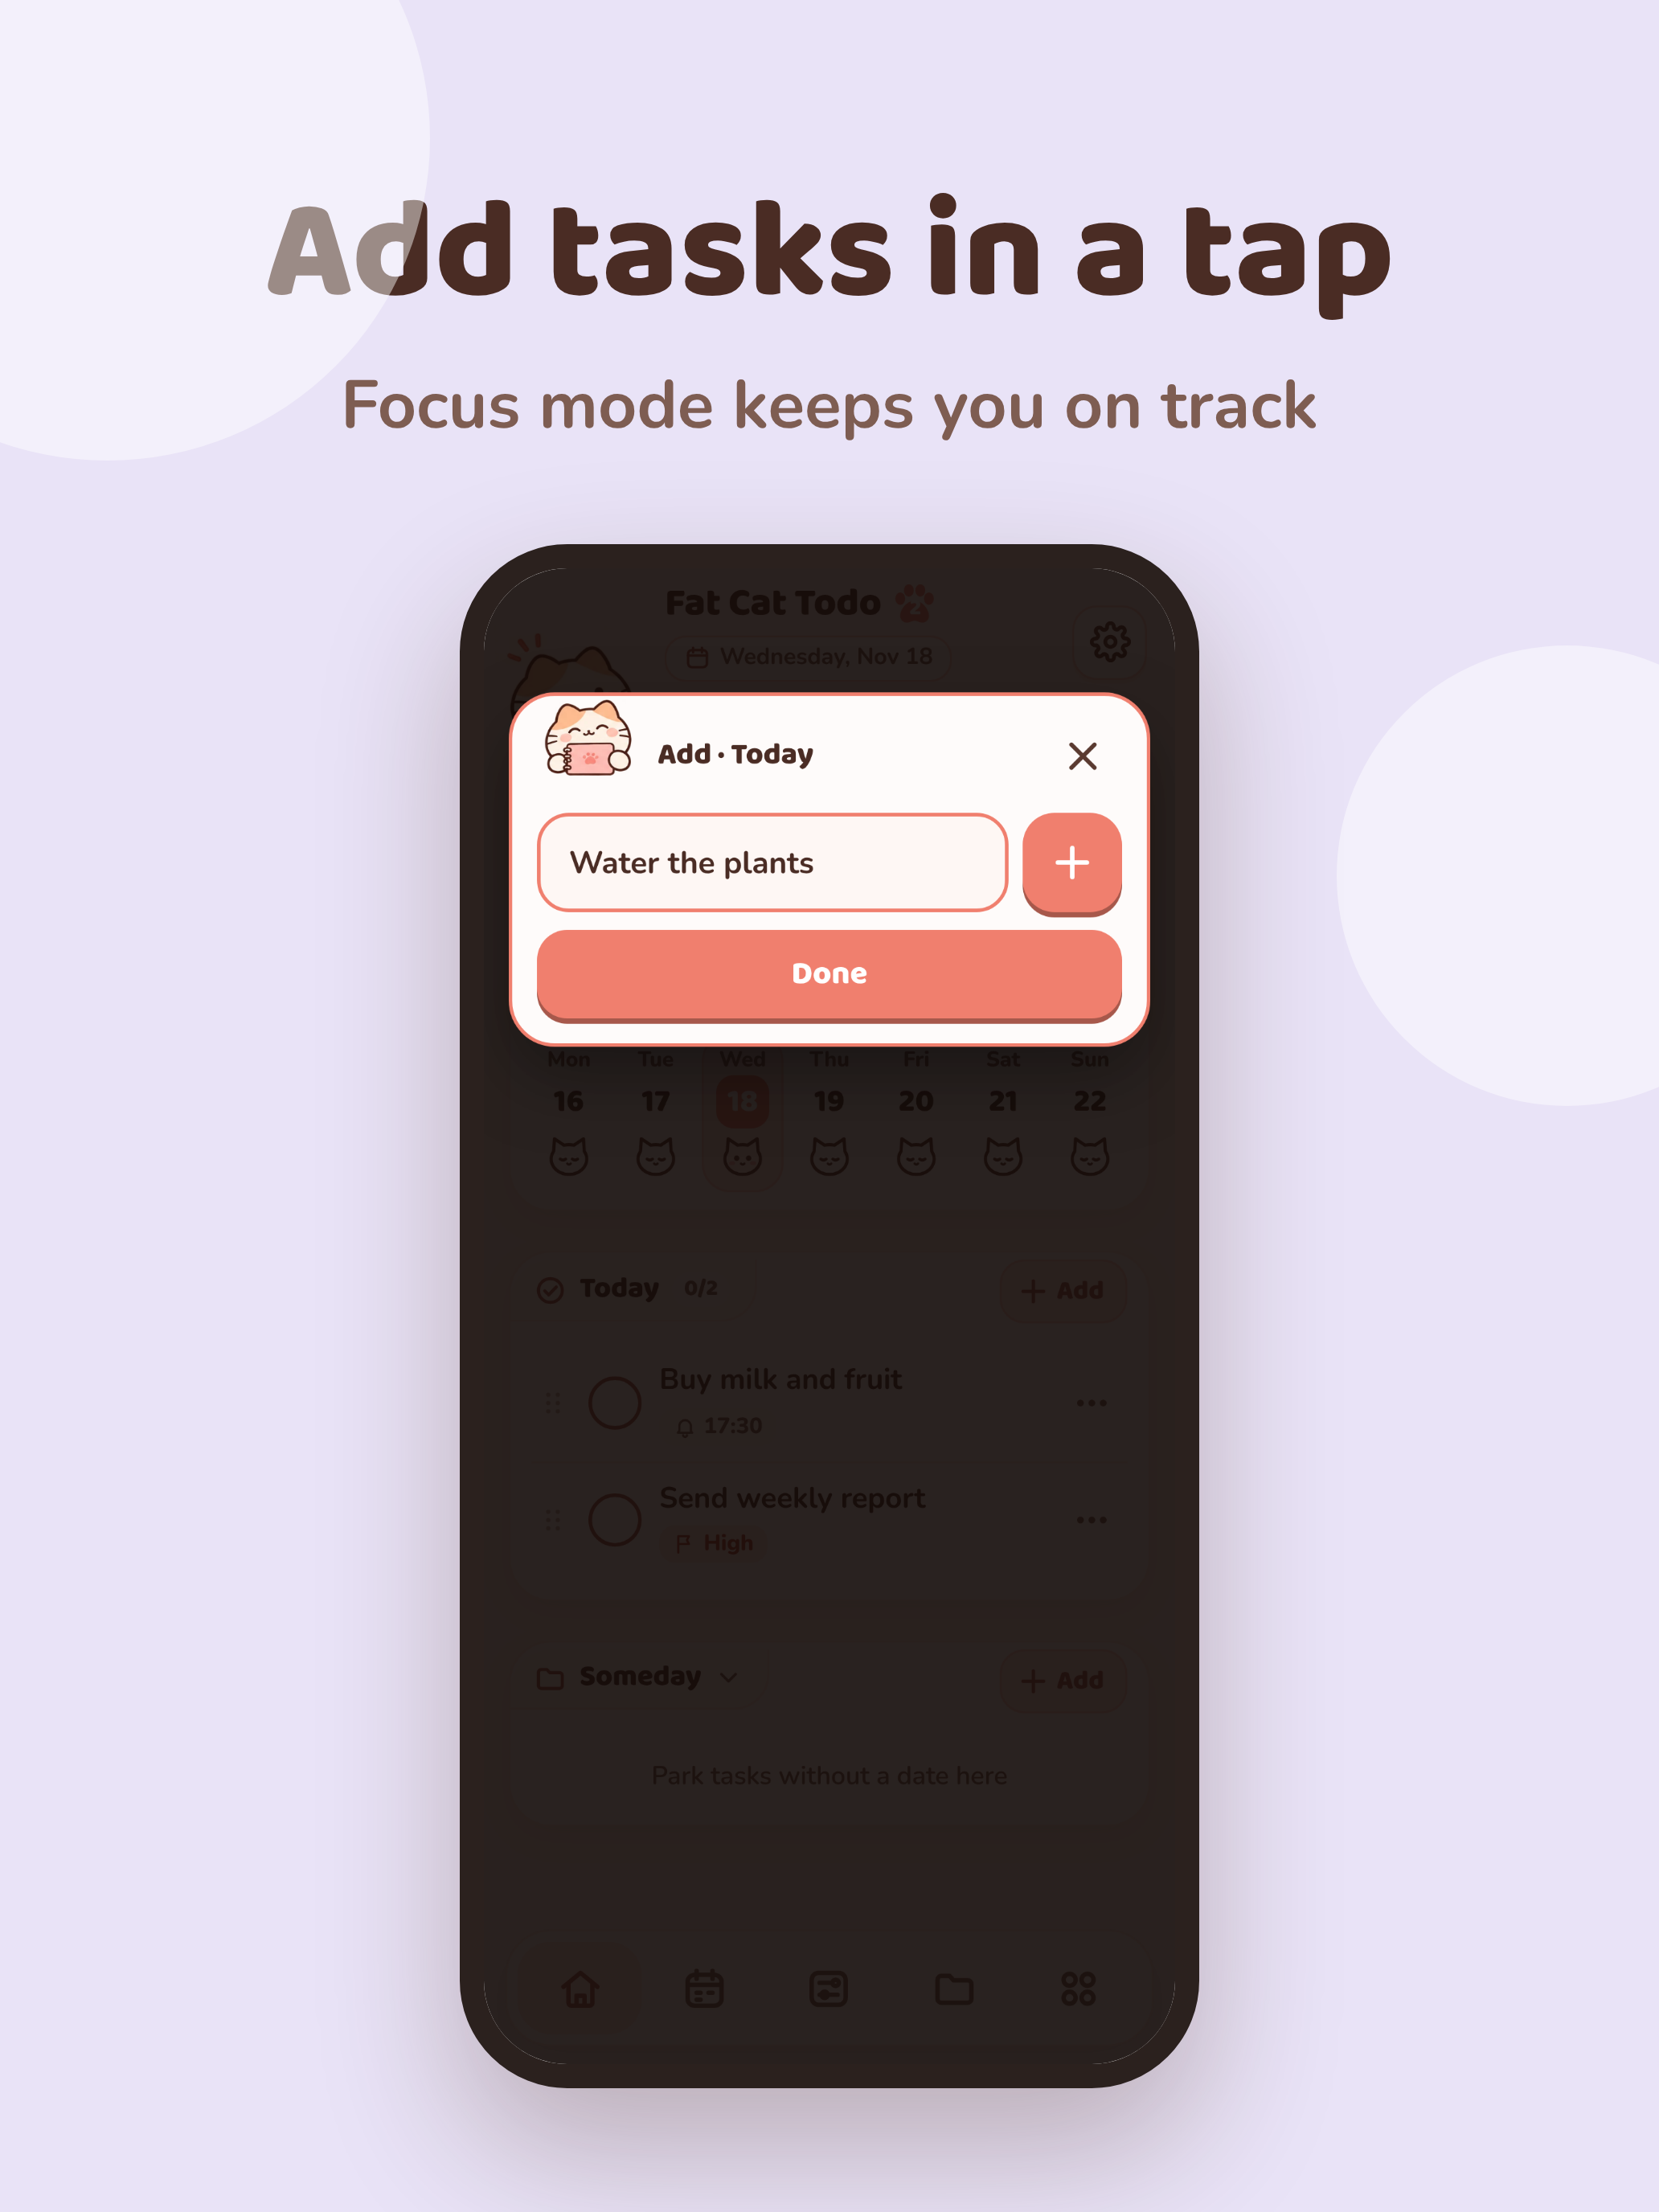 Add tasks in a tap
Focus mode keeps you on track
Fat Cat Todo 2
Wednesday, Nov 18
Add · Today
Water the plants
Done
Mon Tue Wed Thu Fri Sat Sun
16 17 18 19 20 21 22
Today 0/2 + Add
Buy milk and fruit
17:30
Send weekly report
High
Someday + Add
Park tasks without a date here